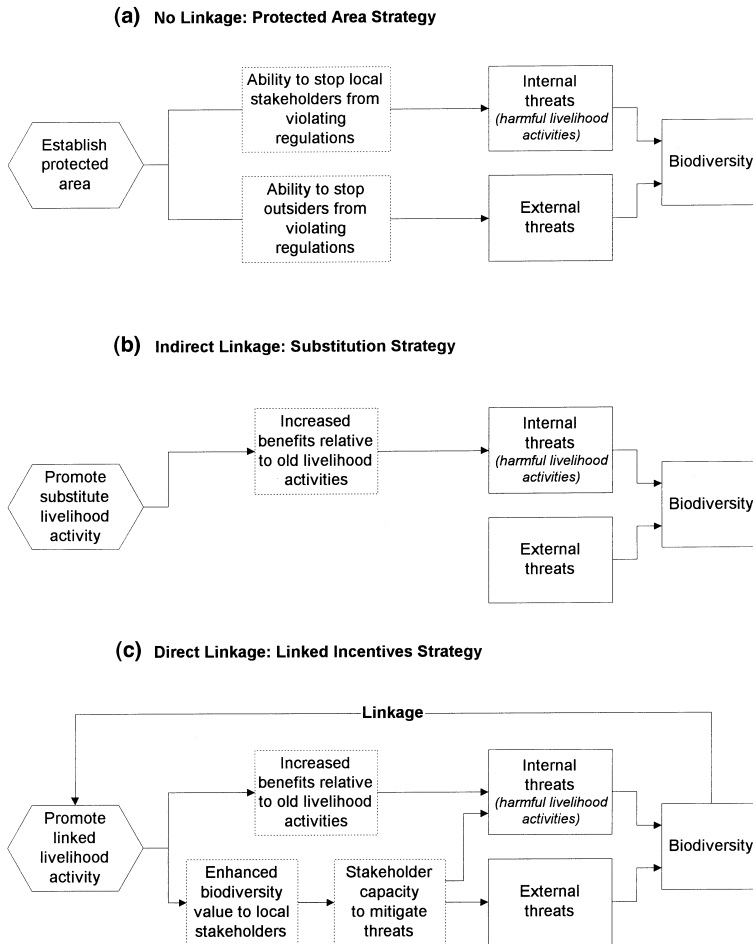 (a) No Linkage: Protected Area Strategy
Establish
protected
area
Ability to stop local
stakeholders from
violating
regulations
Ability to stop
outsiders from
violating
regulations
Internal
threats
(harmful livelihood
activities)
External
threats
Biodiversity
(b) Indirect Linkage: Substitution Strategy
Promote
substitute
livelihood
activity
Increased
benefits relative
to old livelihood
activities
Internal
threats
(harmful livelihood
activities)
External
threats
Biodiversity
(c) Direct Linkage: Linked Incentives Strategy
Linkage
Promote
linked
livelihood
activity
Increased
benefits relative
to old livelihood
activities
Enhanced
biodiversity
value to local
stakeholders
Stakeholder
capacity
to mitigate
threats
Internal
threats
(harmful livelihood
activities)
External
threats
Biodiversity